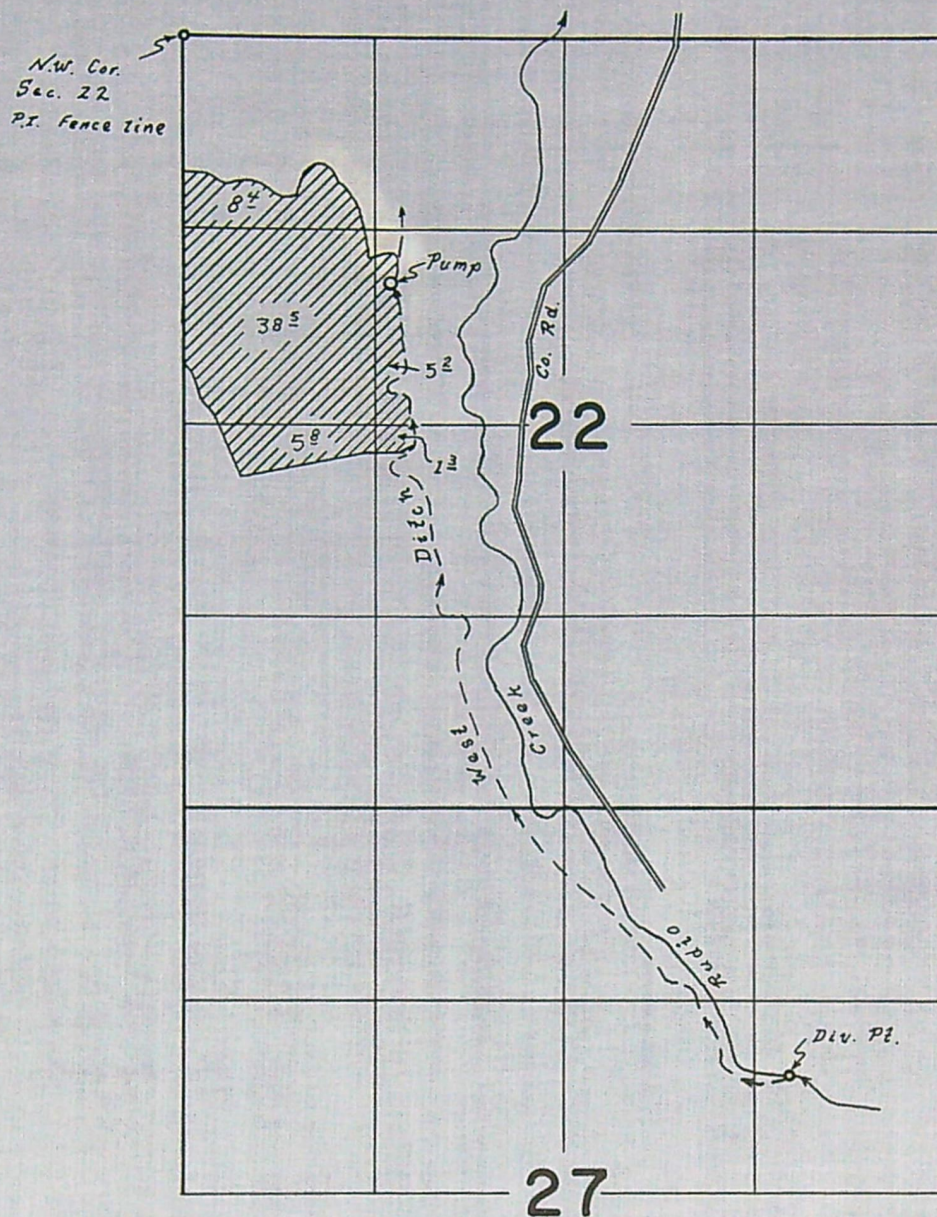 N.W. Cor.
Sec. 22
P.I. Fence line
8 4
Pump
38 5
5 2
Co. Rd.
22
5 8
1 3
Ditch
West
Creek
Rudio
Div. Pt.
27